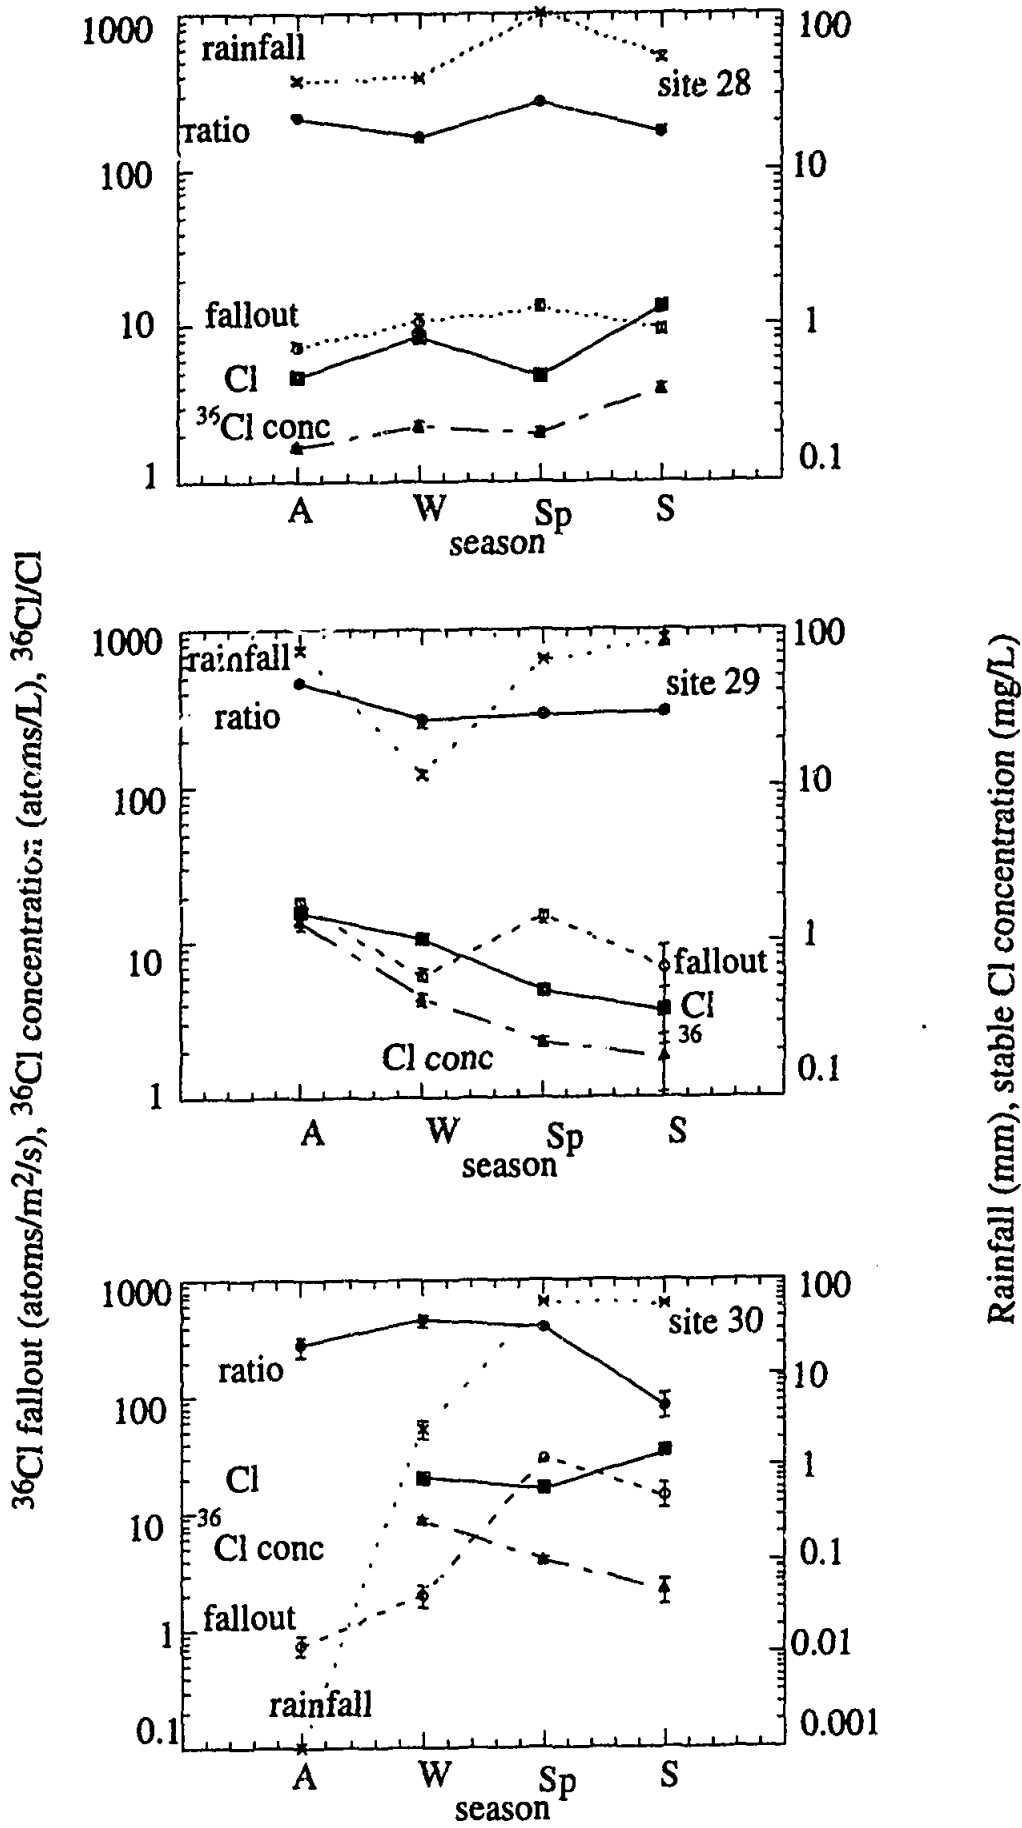 1000
100
rainfall
site 28
ratio
100
10
fallout
10
1
Cl
36Cl conc
1
0.1
A W Sp S
season
36Cl fallout (atoms/m2/s), 36Cl concentration (atoms/L), 36Cl/Cl
Rainfall (mm), stable Cl concentration (mg/L)
1000
100
rainfall
site 29
ratio
100
10
10
1
fallout
Cl
36
Cl conc
1
0.1
A W Sp S
season
1000
100
site 30
ratio
100
10
Cl
1
36
10
Cl conc
0.1
fallout
1
0.01
rainfall
0.1
0.001
A W Sp S
season